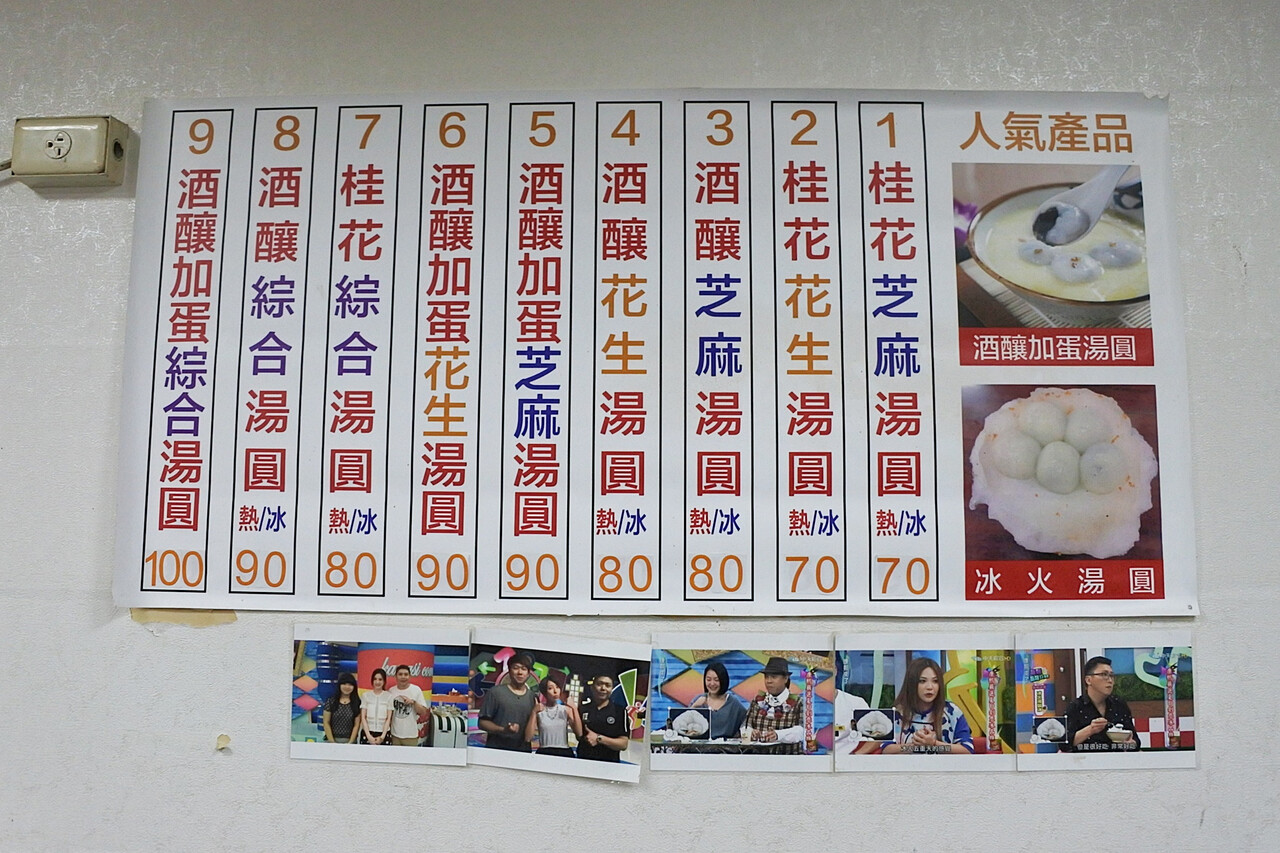 人氣產品
酒釀加蛋湯圓
冰火湯圓
1 桂花芝麻湯圓 熱/冰 70
2 桂花花生湯圓 熱/冰 70
3 酒釀芝麻湯圓 熱/冰 80
4 酒釀花生湯圓 熱/冰 80
5 酒釀加蛋芝麻湯圓 90
6 酒釀加蛋花生湯圓 90
7 桂花綜合湯圓 熱/冰 80
8 酒釀綜合湯圓 熱/冰 90
9 酒釀加蛋綜合湯圓 100